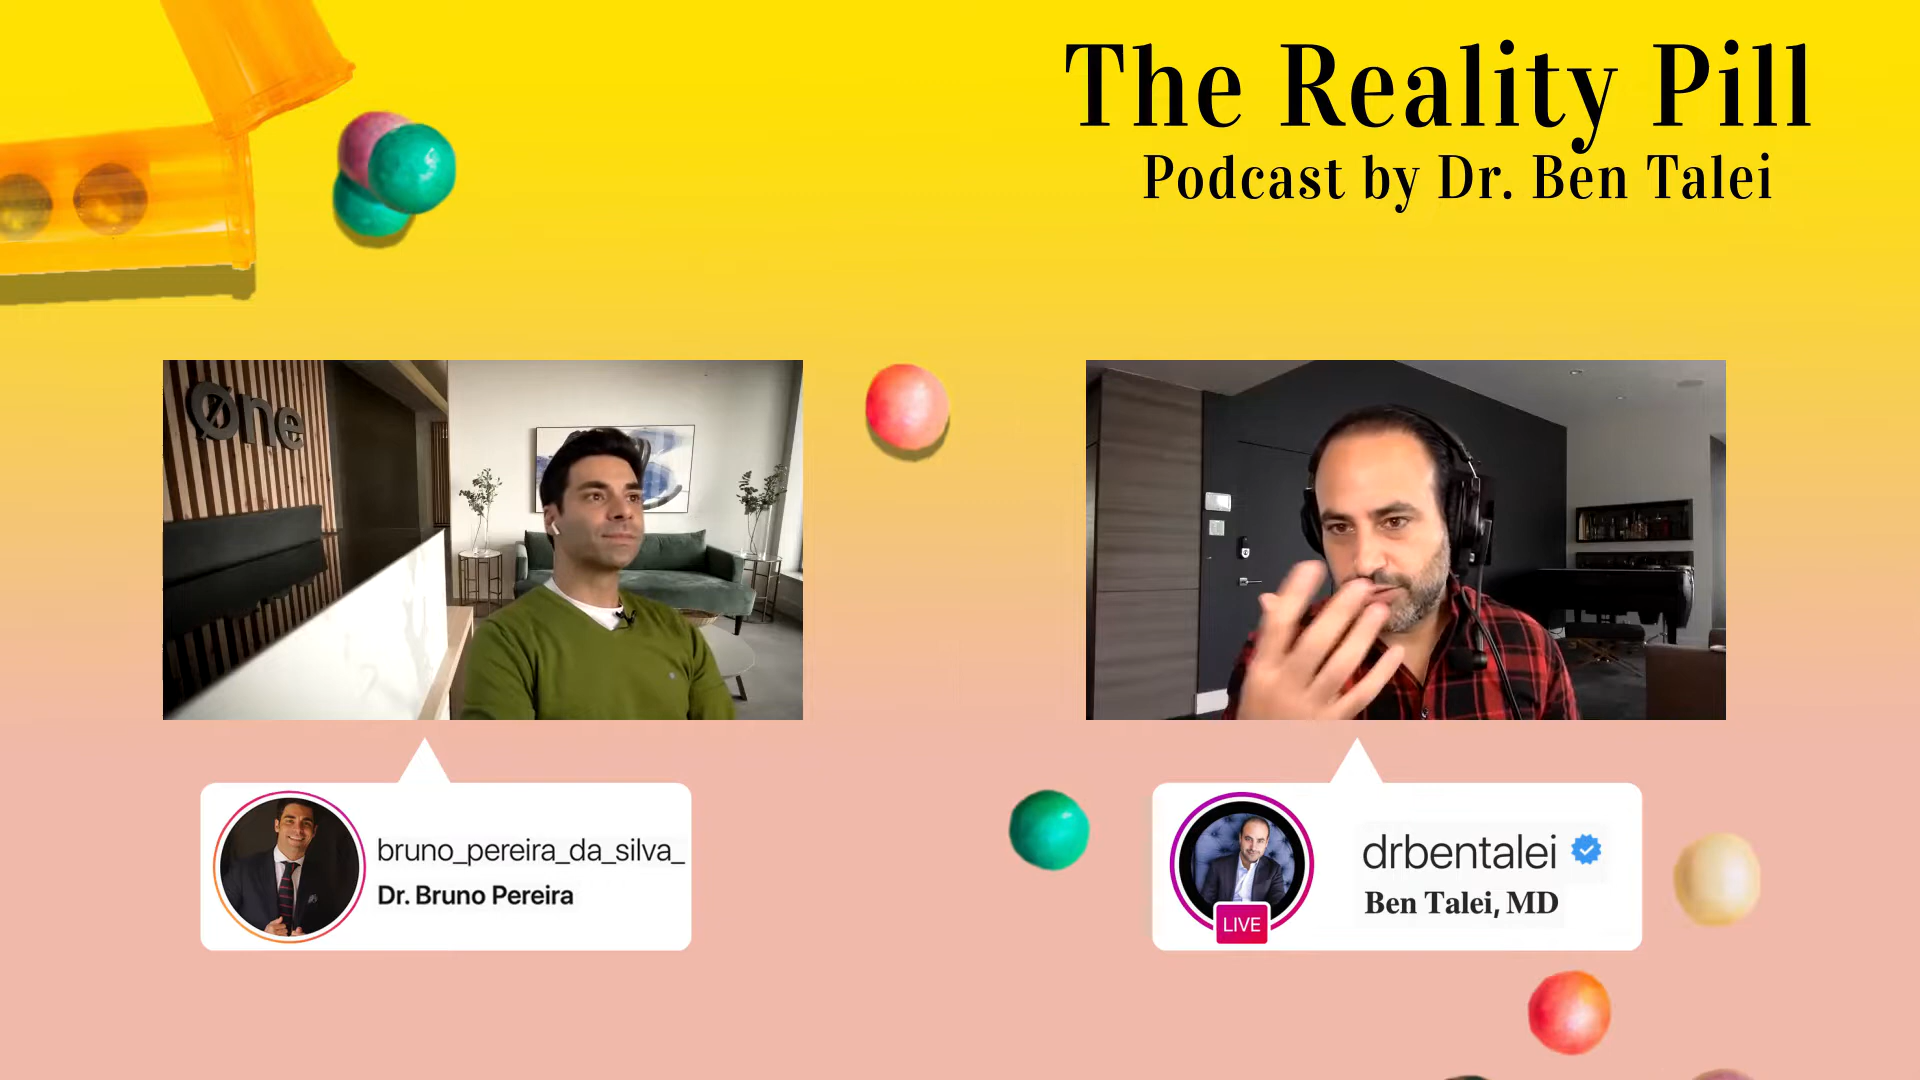 The Reality Pill
Podcast by Dr. Ben Talei
øne
bruno_pereira_da_silva_
Dr. Bruno Pereira
drbentalei
Ben Talei, MD
LIVE